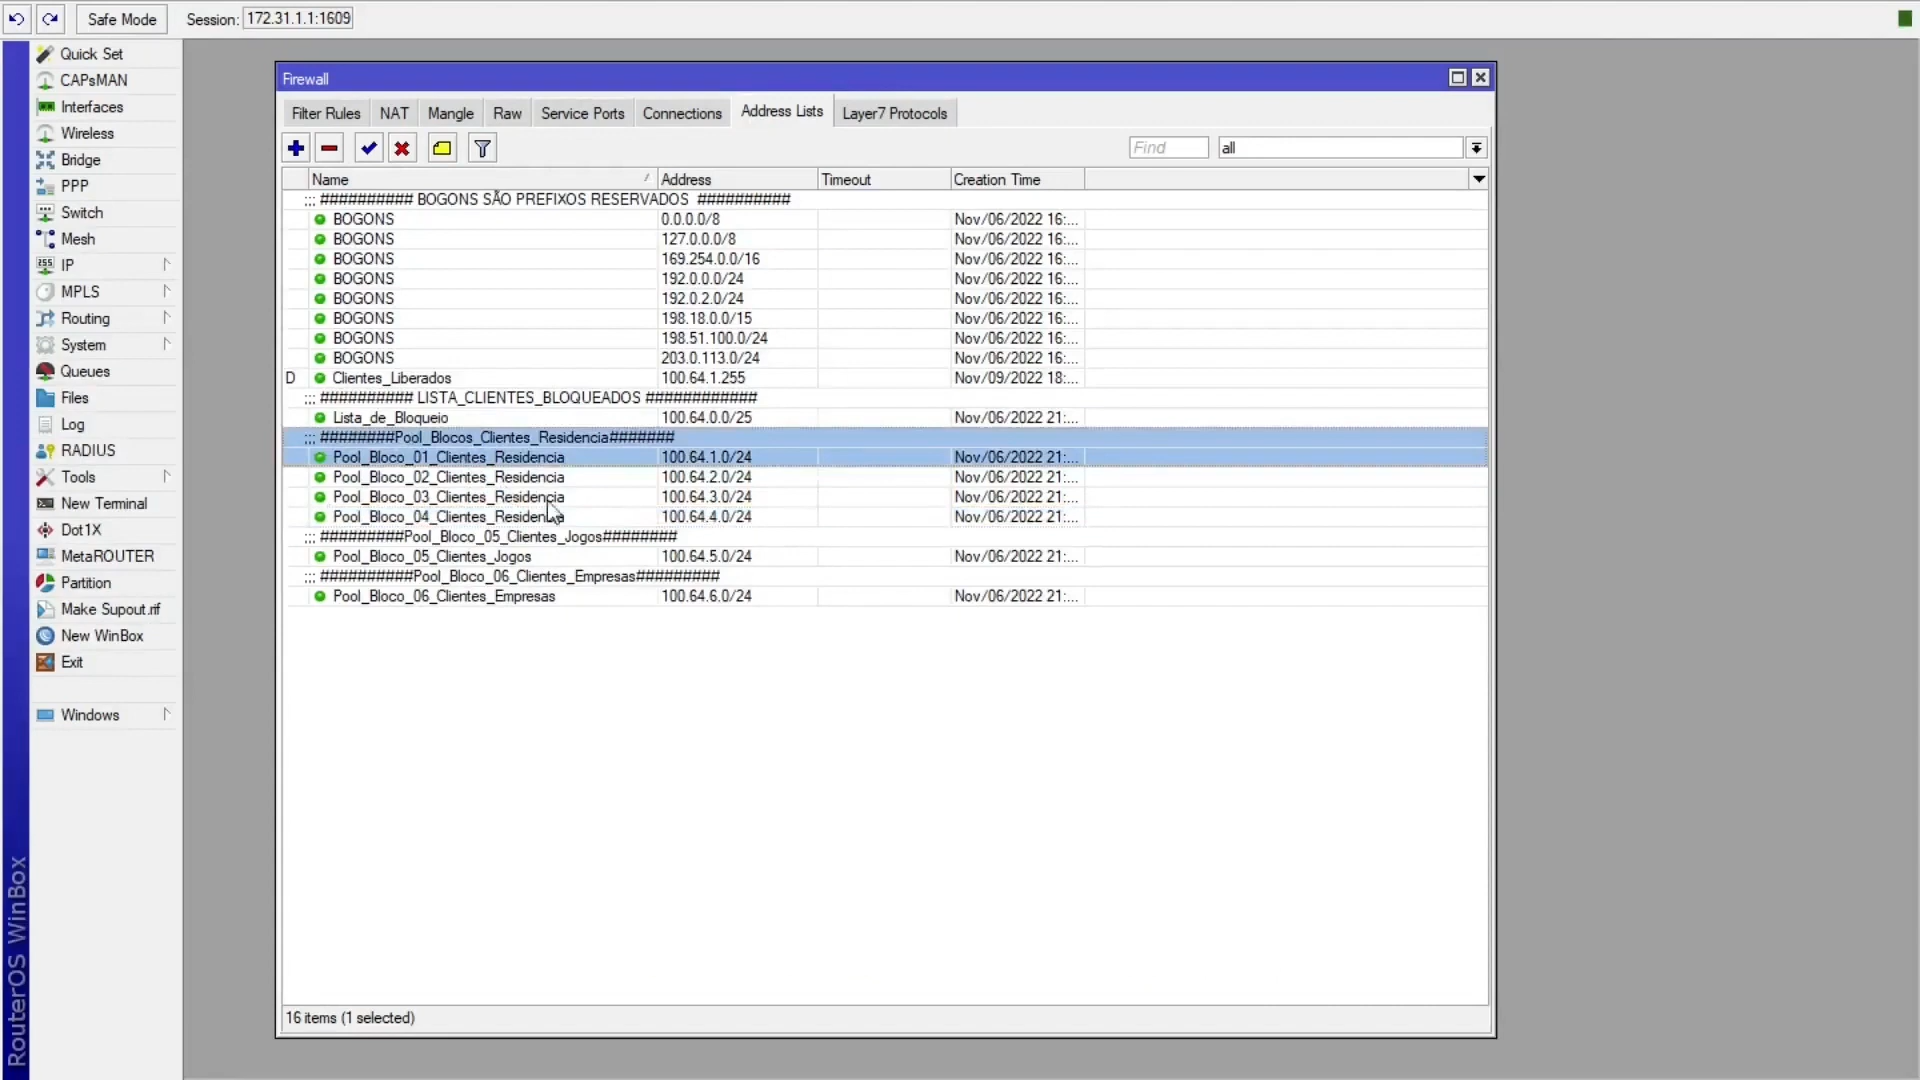 Safe Mode Session: 172.31.1.1:1609
Quick Set
CAPsMAN
Interfaces
Wireless
Bridge
PPP
Switch
Mesh
IP
MPLS
Routing
System
Queues
Files
Log
RADIUS
Tools
New Terminal
Dot1X
MetaROUTER
Partition
Make Supout.rif
New WinBox
Exit
Windows
RouterOS WinBox
Firewall
Filter Rules NAT Mangle Raw Service Ports Connections Address Lists Layer7 Protocols
Find all
Name Address Timeout Creation Time
::: ########## BOGONS SÃO PREFIXOS RESERVADOS ##########
BOGONS 0.0.0.0/8 Nov/06/2022 16:...
BOGONS 127.0.0.0/8 Nov/06/2022 16:...
BOGONS 169.254.0.0/16 Nov/06/2022 16:...
BOGONS 192.0.0.0/24 Nov/06/2022 16:...
BOGONS 192.0.2.0/24 Nov/06/2022 16:...
BOGONS 198.18.0.0/15 Nov/06/2022 16:...
BOGONS 198.51.100.0/24 Nov/06/2022 16:...
BOGONS 203.0.113.0/24 Nov/06/2022 16:...
D Clientes_Liberados 100.64.1.255 Nov/09/2022 18:...
::: ########## LISTA_CLIENTES_BLOQUEADOS ############
Lista_de_Bloqueio 100.64.0.0/25 Nov/06/2022 21:...
::: ########Pool_Blocos_Clientes_Residencia#######
Pool_Bloco_01_Clientes_Residencia 100.64.1.0/24 Nov/06/2022 21:...
Pool_Bloco_02_Clientes_Residencia 100.64.2.0/24 Nov/06/2022 21:...
Pool_Bloco_03_Clientes_Residencia 100.64.3.0/24 Nov/06/2022 21:...
Pool_Bloco_04_Clientes_Residencia 100.64.4.0/24 Nov/06/2022 21:...
::: #########Pool_Bloco_05_Clientes_Jogos########
Pool_Bloco_05_Clientes_Jogos 100.64.5.0/24 Nov/06/2022 21:...
::: ##########Pool_Bloco_06_Clientes_Empresas#########
Pool_Bloco_06_Clientes_Empresas 100.64.6.0/24 Nov/06/2022 21:...
16 items (1 selected)